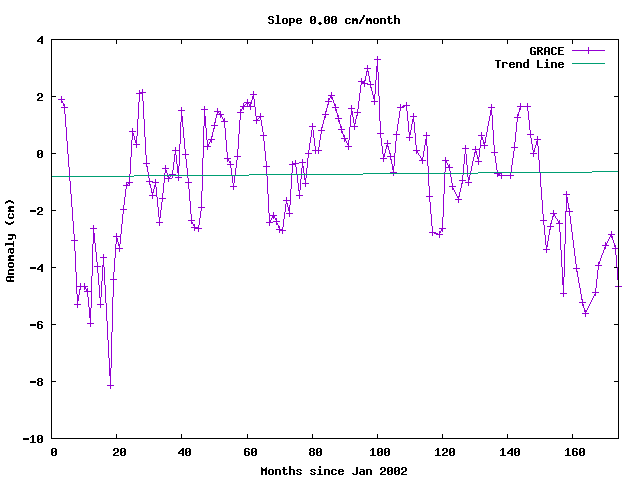 Slope 0.00 cm/month
GRACE
Trend Line
4
2
0
-2
-4
-6
-8
-10
Anomaly (cm)
0 20 40 60 80 100 120 140 160
Months since Jan 2002